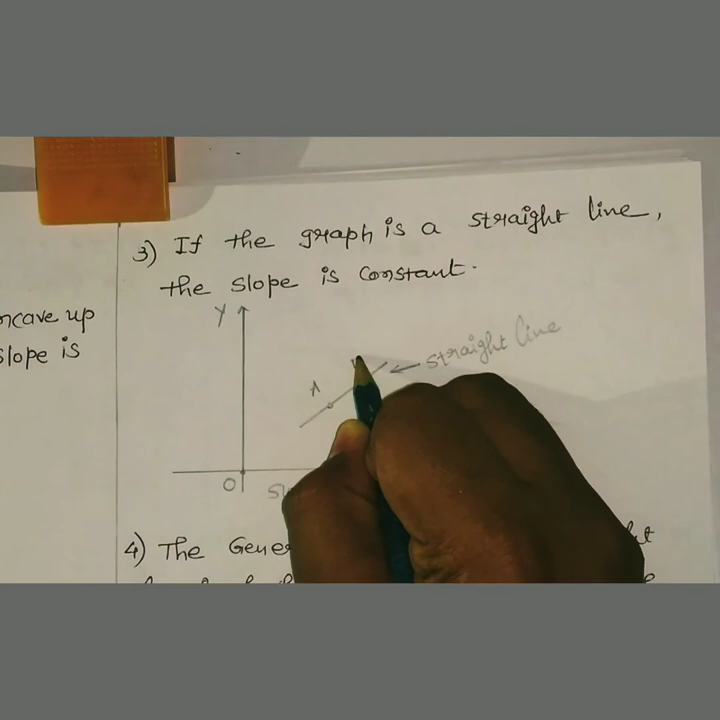 ncave up
slope is
3) If the graph is a straight line,
the slope is constant.
Y
straight line
A
O
4) The Gene